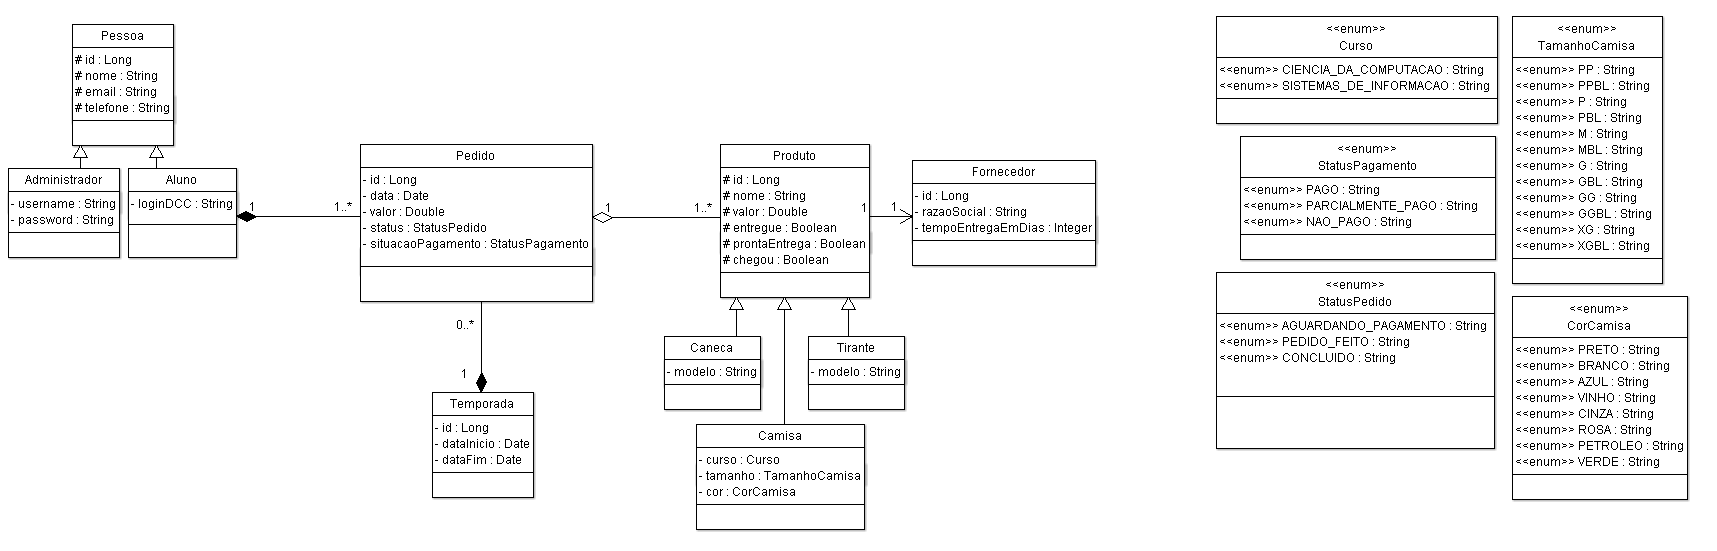 Pessoa
# id : Long
# nome : String
# email : String
# telefone : String
Administrador
- username : String
- password : String
Aluno
- loginDCC : String
1
1..*
Pedido
- id : Long
- data : Date
- valor : Double
- status : StatusPedido
- situacaoPagamento : StatusPagamento
1
1..*
0..*
1
Temporada
- id : Long
- dataInicio : Date
- dataFim : Date
Produto
# id : Long
# nome : String
# valor : Double
# entregue : Boolean
# prontaEntrega : Boolean
# chegou : Boolean
1
1
Fornecedor
- id : Long
- razaoSocial : String
- tempoEntregaEmDias : Integer
Caneca
- modelo : String
Tirante
- modelo : String
Camisa
- curso : Curso
- tamanho : TamanhoCamisa
- cor : CorCamisa
<<enum>>
Curso
<<enum>> CIENCIA_DA_COMPUTACAO : String
<<enum>> SISTEMAS_DE_INFORMACAO : String
<<enum>>
StatusPagamento
<<enum>> PAGO : String
<<enum>> PARCIALMENTE_PAGO : String
<<enum>> NAO_PAGO : String
<<enum>>
StatusPedido
<<enum>> AGUARDANDO_PAGAMENTO : String
<<enum>> PEDIDO_FEITO : String
<<enum>> CONCLUIDO : String
<<enum>>
TamanhoCamisa
<<enum>> PP : String
<<enum>> PPBL : String
<<enum>> P : String
<<enum>> PBL : String
<<enum>> M : String
<<enum>> MBL : String
<<enum>> G : String
<<enum>> GBL : String
<<enum>> GG : String
<<enum>> GGBL : String
<<enum>> XG : String
<<enum>> XGBL : String
<<enum>>
CorCamisa
<<enum>> PRETO : String
<<enum>> BRANCO : String
<<enum>> AZUL : String
<<enum>> VINHO : String
<<enum>> CINZA : String
<<enum>> ROSA : String
<<enum>> PETROLEO : String
<<enum>> VERDE : String